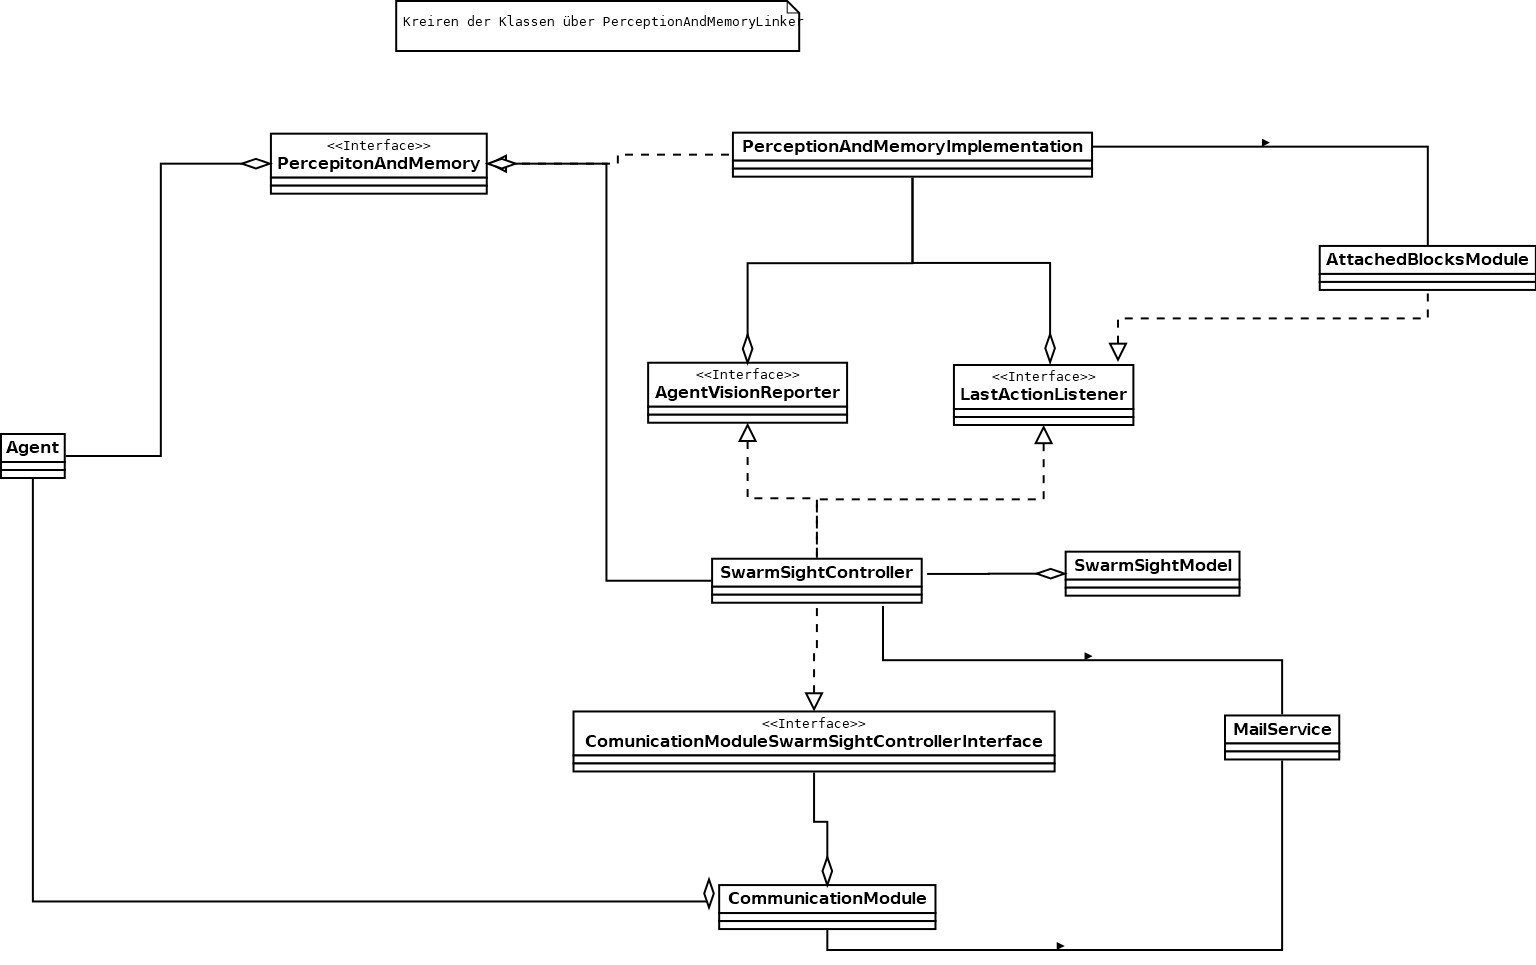 Kreiren der Klassen über PerceptionAndMemoryLinker
<<Interface>>
PercepitonAndMemory
PerceptionAndMemoryImplementation
AttachedBlocksModule
<<Interface>>
AgentVisionReporter
<<Interface>>
LastActionListener
Agent
SwarmSightController
SwarmSightModel
<<Interface>>
ComunicationModuleSwarmSightControllerInterface
MailService
CommunicationModule